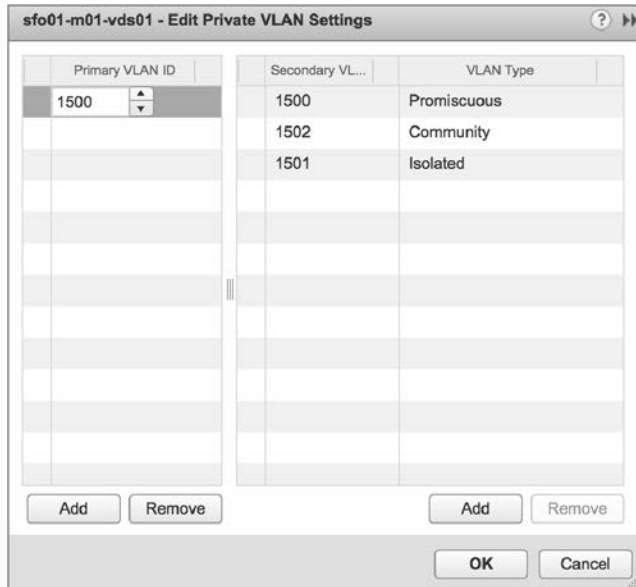 sfo01-m01-vds01 - Edit Private VLAN Settings
Primary VLAN ID
1500
Secondary VL... VLAN Type
1500 Promiscuous
1502 Community
1501 Isolated
Add Remove
Add Remove
OK Cancel